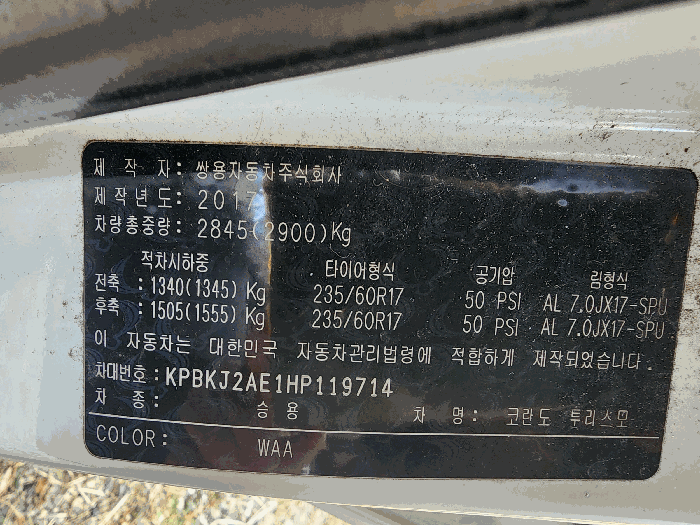 제 작 자: 쌍용자동차주식회사
제작년도: 2017
차량총중량: 2845(2900)Kg
적차시하중 타이어형식 공기압 림형식
전축 : 1340(1345) Kg 235/60R17 50 PSI AL 7.0JX17-SPU
후축 : 1505(1555) Kg 235/60R17 50 PSI AL 7.0JX17-SPU
이 자동차는 대한민국 자동차관리법령에 적합하게 제작되었습니다.
차대번호 : KPBKJ2AE1HP119714
차 종: 승용 차 명: 코란도 투리스모
COLOR: WAA